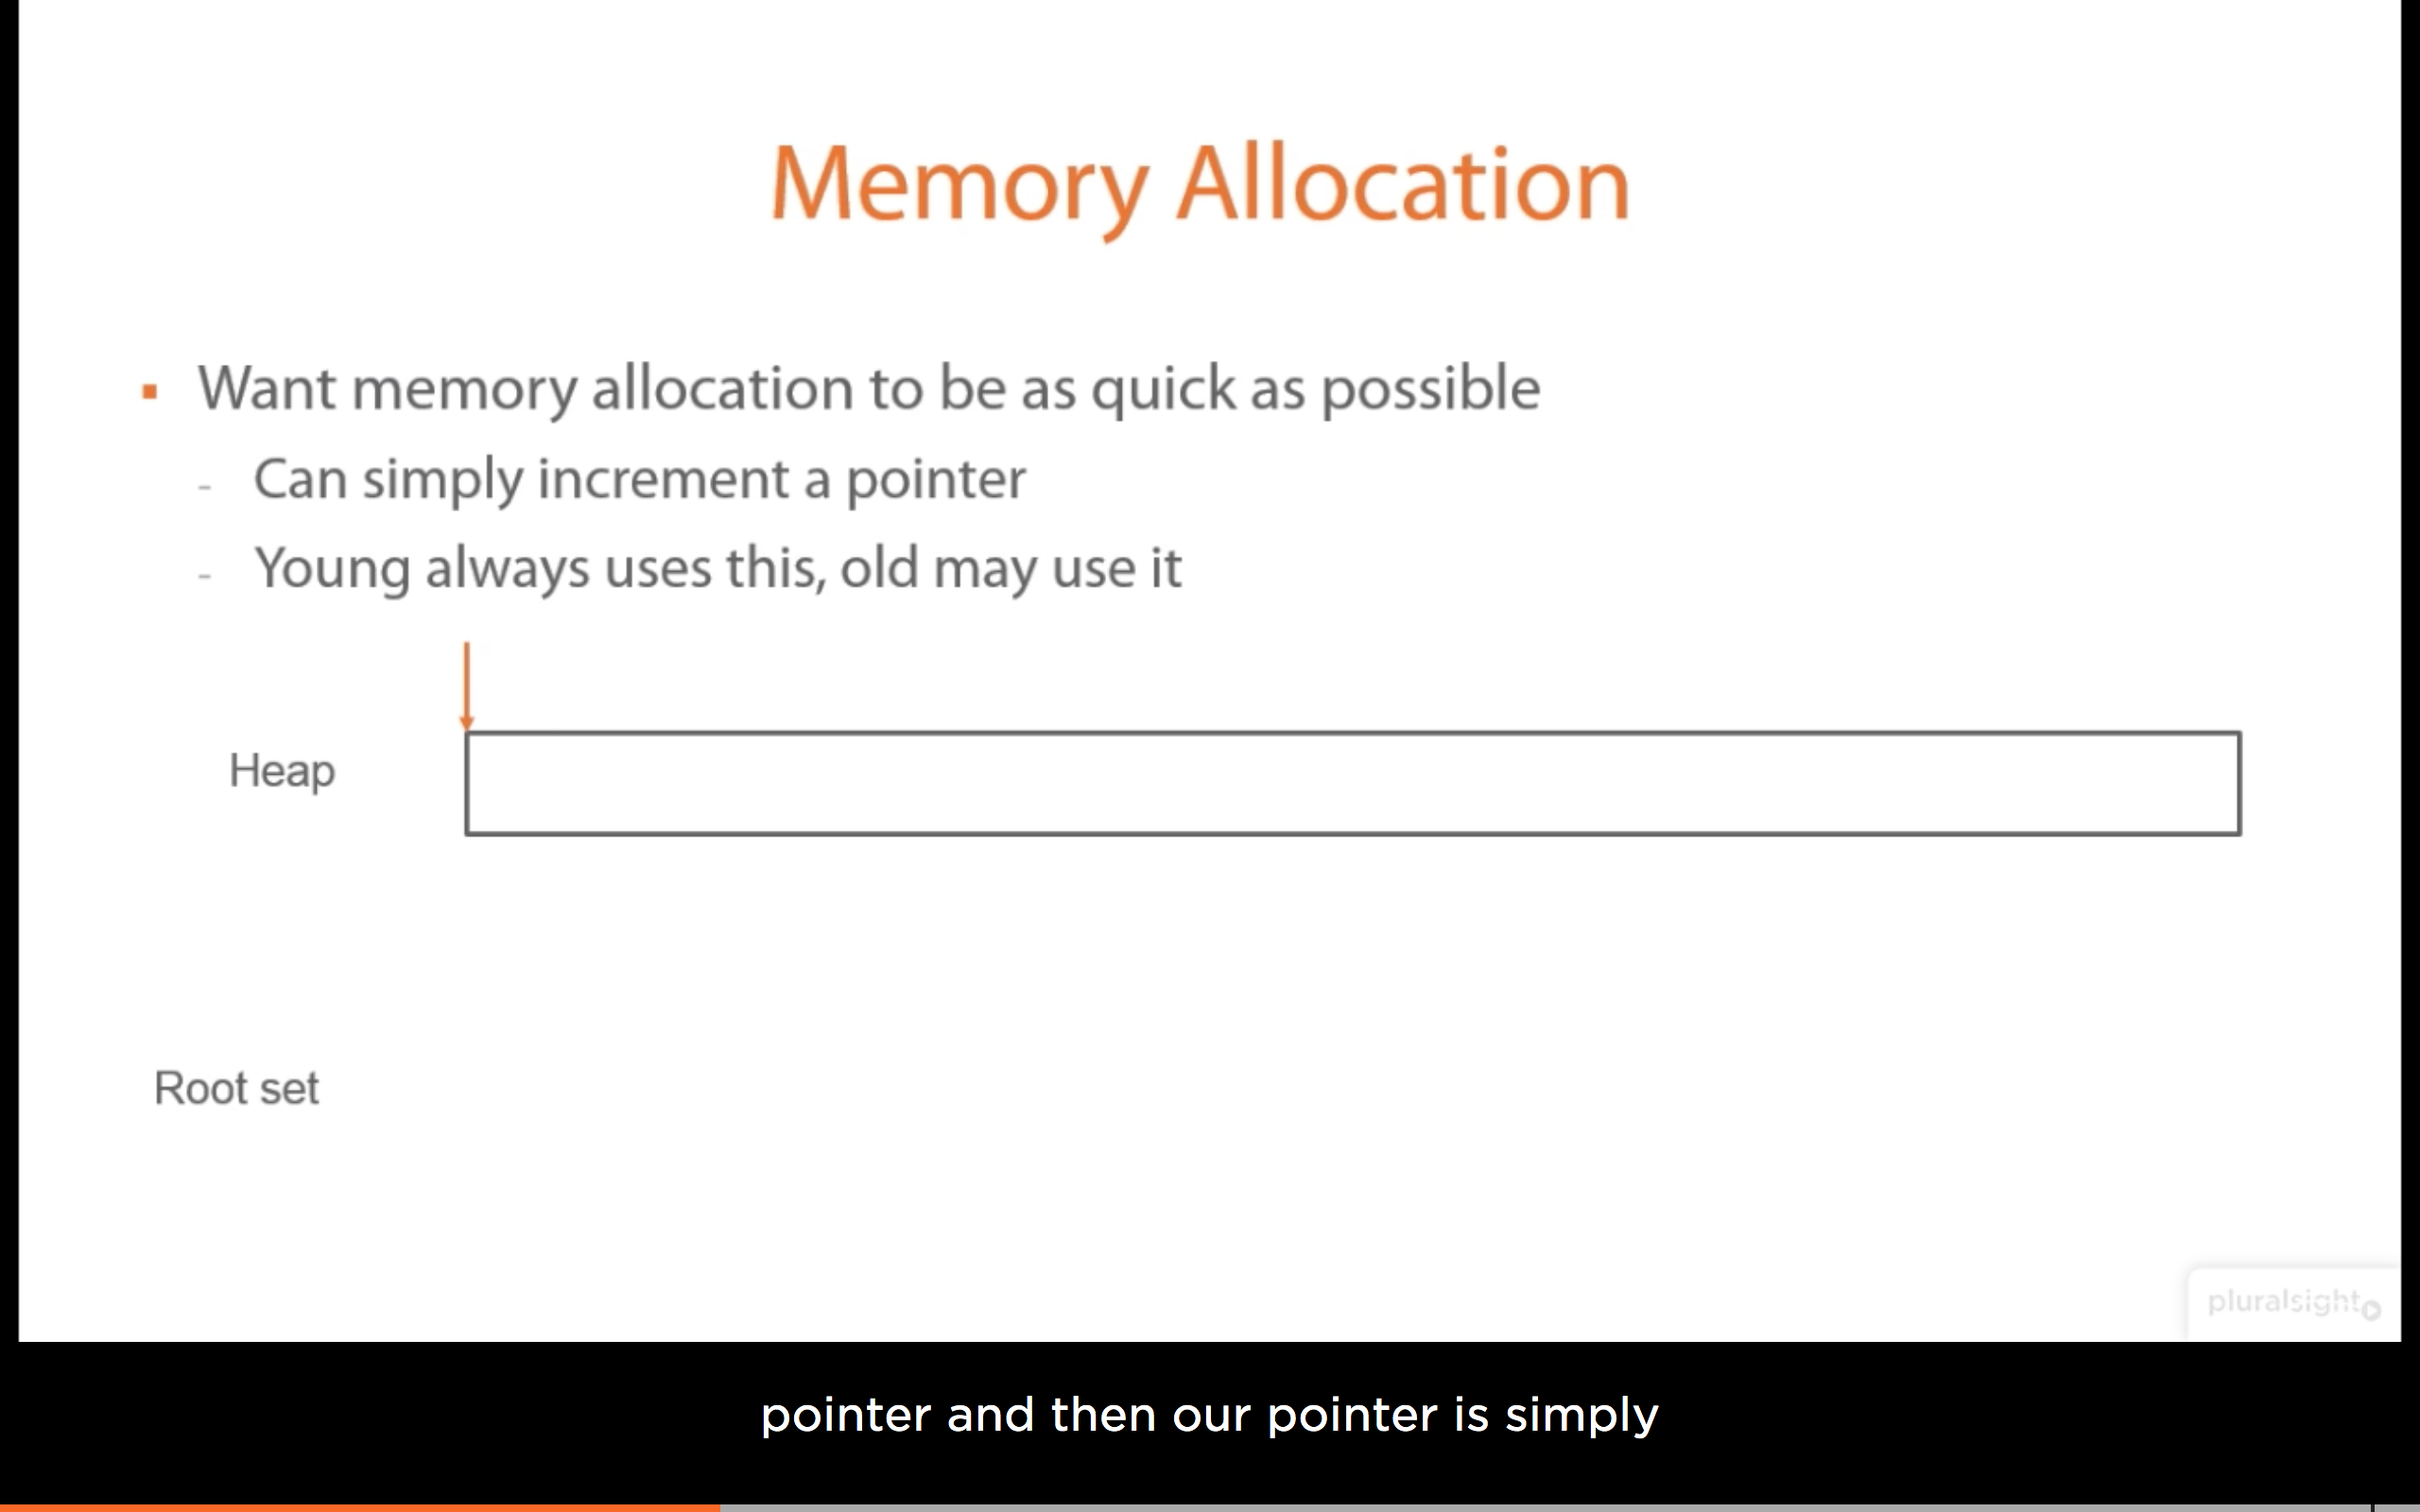 Memory Allocation
▪ Want memory allocation to be as quick as possible
- Can simply increment a pointer
- Young always uses this, old may use it
Heap
Root set
pluralsight
pointer and then our pointer is simply